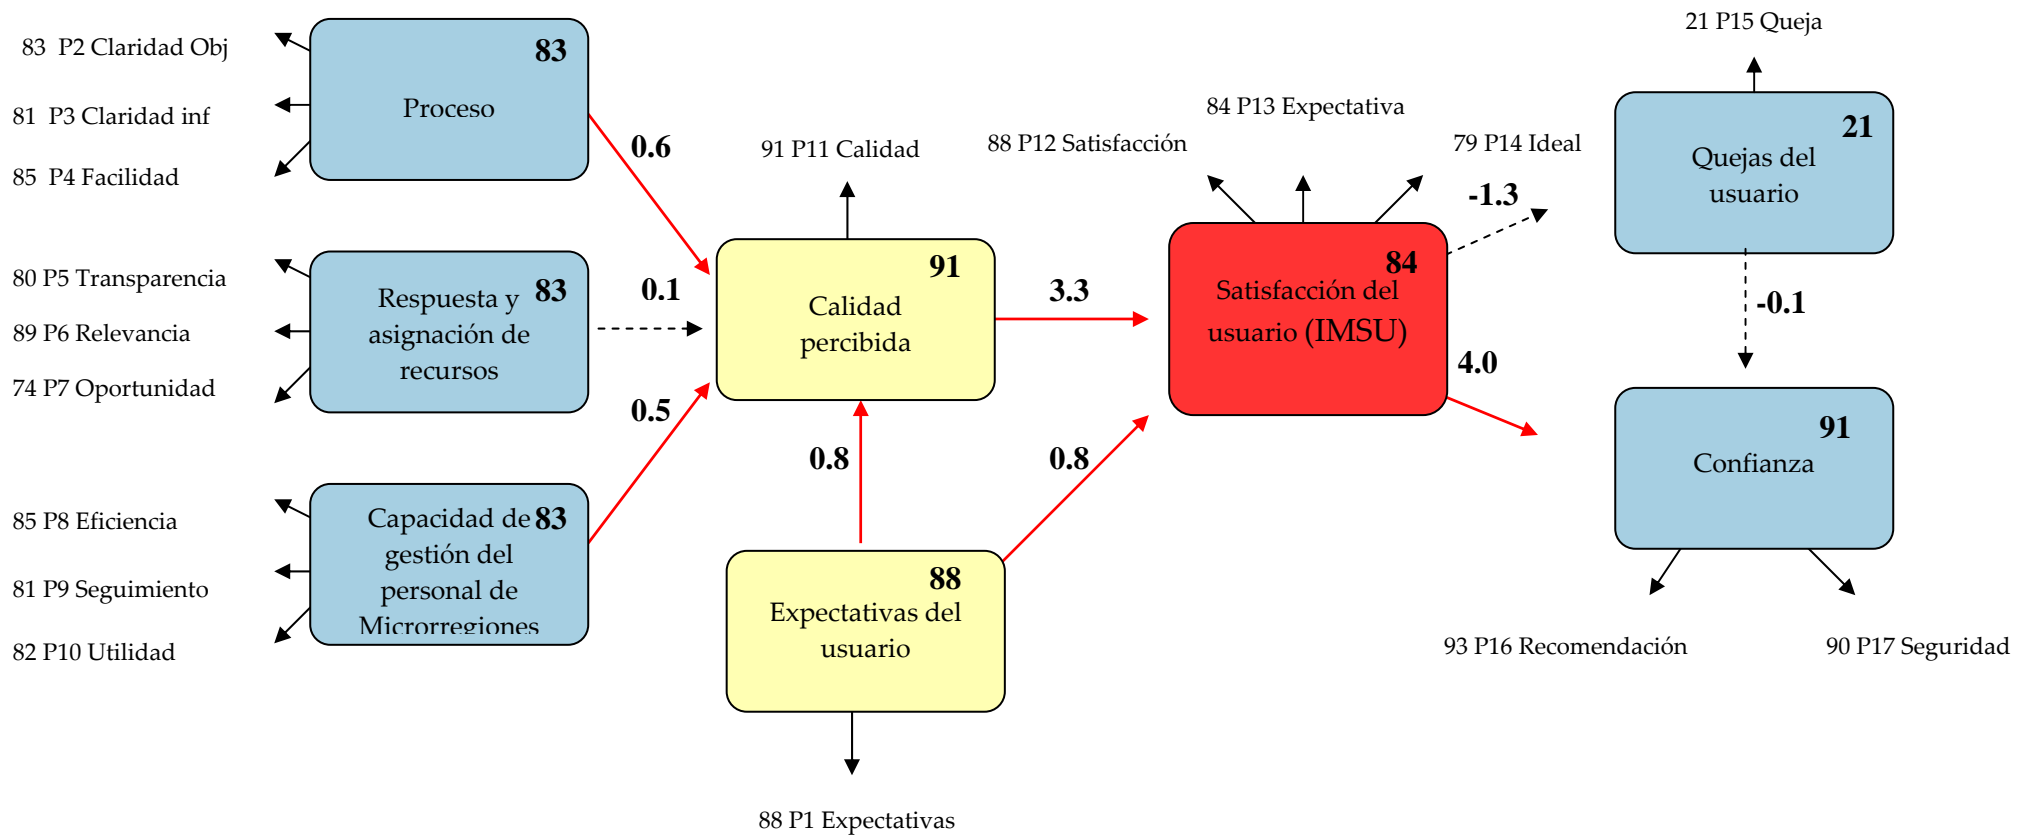 83 P2 Claridad Obj
81 P3 Claridad inf
85 P4 Facilidad
83
Proceso
0.6
80 P5 Transparencia
89 P6 Relevancia
74 P7 Oportunidad
83
Respuesta y
asignación de
recursos
0.1
85 P8 Eficiencia
81 P9 Seguimiento
82 P10 Utilidad
83
Capacidad de
gestión del
personal de
Microrregiones
0.5
91 P11 Calidad
91
Calidad
percibida
3.3
0.8
0.8
88
Expectativas del
usuario
88 P1 Expectativas
88 P12 Satisfacción
84 P13 Expectativa
79 P14 Ideal
84
Satisfacción del
usuario (IMSU)
-1.3
4.0
21 P15 Queja
21
Quejas del
usuario
-0.1
91
Confianza
93 P16 Recomendación
90 P17 Seguridad